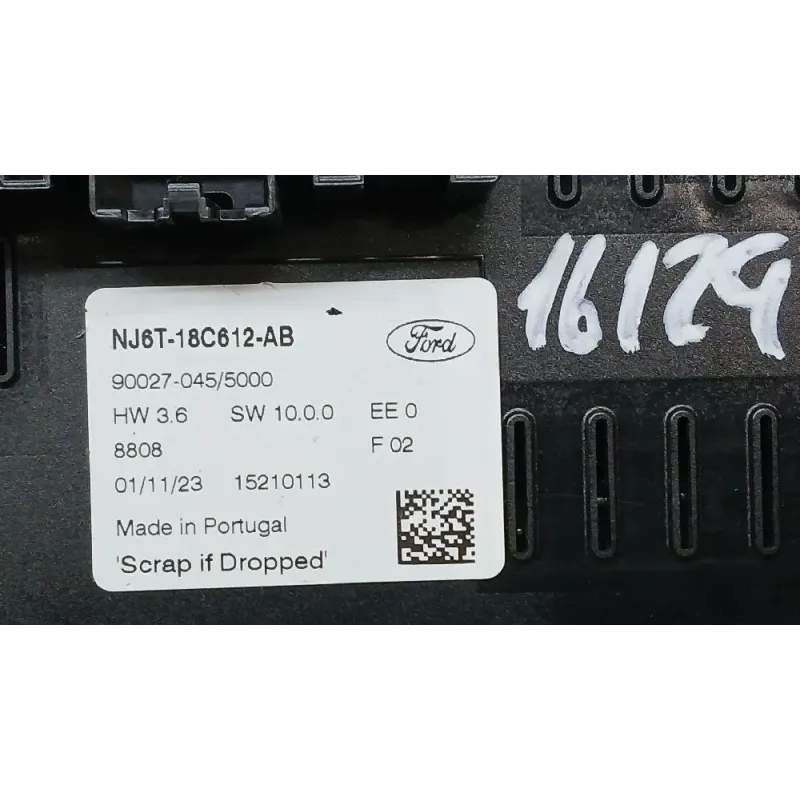 16129
NJ6T-18C612-AB
Ford
90027-045/5000
HW 3.6 SW 10.0.0 EE 0
8808 F 02
01/11/23 15210113
Made in Portugal
'Scrap if Dropped'